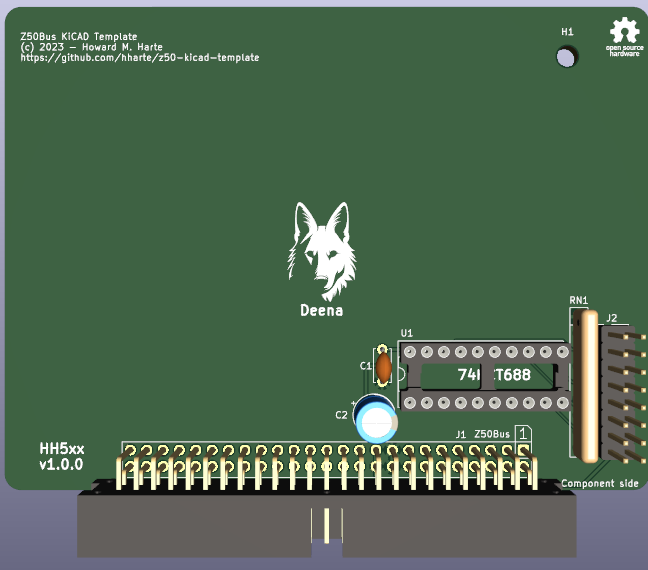 Z50Bus KiCAD Template
(c) 2023 – Howard M. Harte
https://github.com/hharte/z50-kicad-template
H1
open source
hardware
Deena
RN1
J2
U1
C1
C2
J1 Z50Bus 1
HH5xx
v1.0.0
Component side